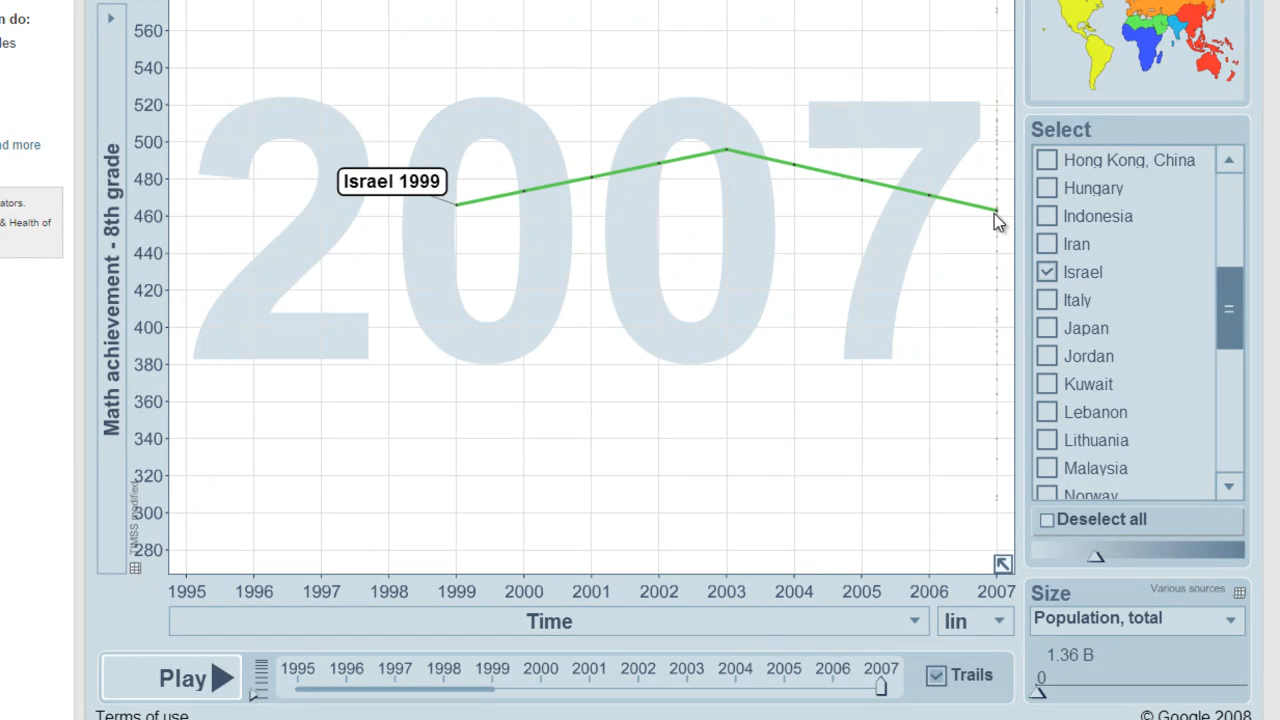 n do:
les
d more
ators.
& Health of
Math achievement - 8th grade
560
540
520
500
480
460
440
420
400
380
360
340
320
300
280
TIMSS modified
2007
Israel 1999
1995 1996 1997 1998 1999 2000 2001 2002 2003 2004 2005 2006 2007
Time
lin
Play
1995 1996 1997 1998 1999 2000 2001 2002 2003 2004 2005 2006 2007
Trails
Terms of use
Select
Hong Kong, China
Hungary
Indonesia
Iran
Israel
Italy
Japan
Jordan
Kuwait
Lebanon
Lithuania
Malaysia
Norway
Deselect all
Size
Various sources
Population, total
1.36 B
0
© Google 2008